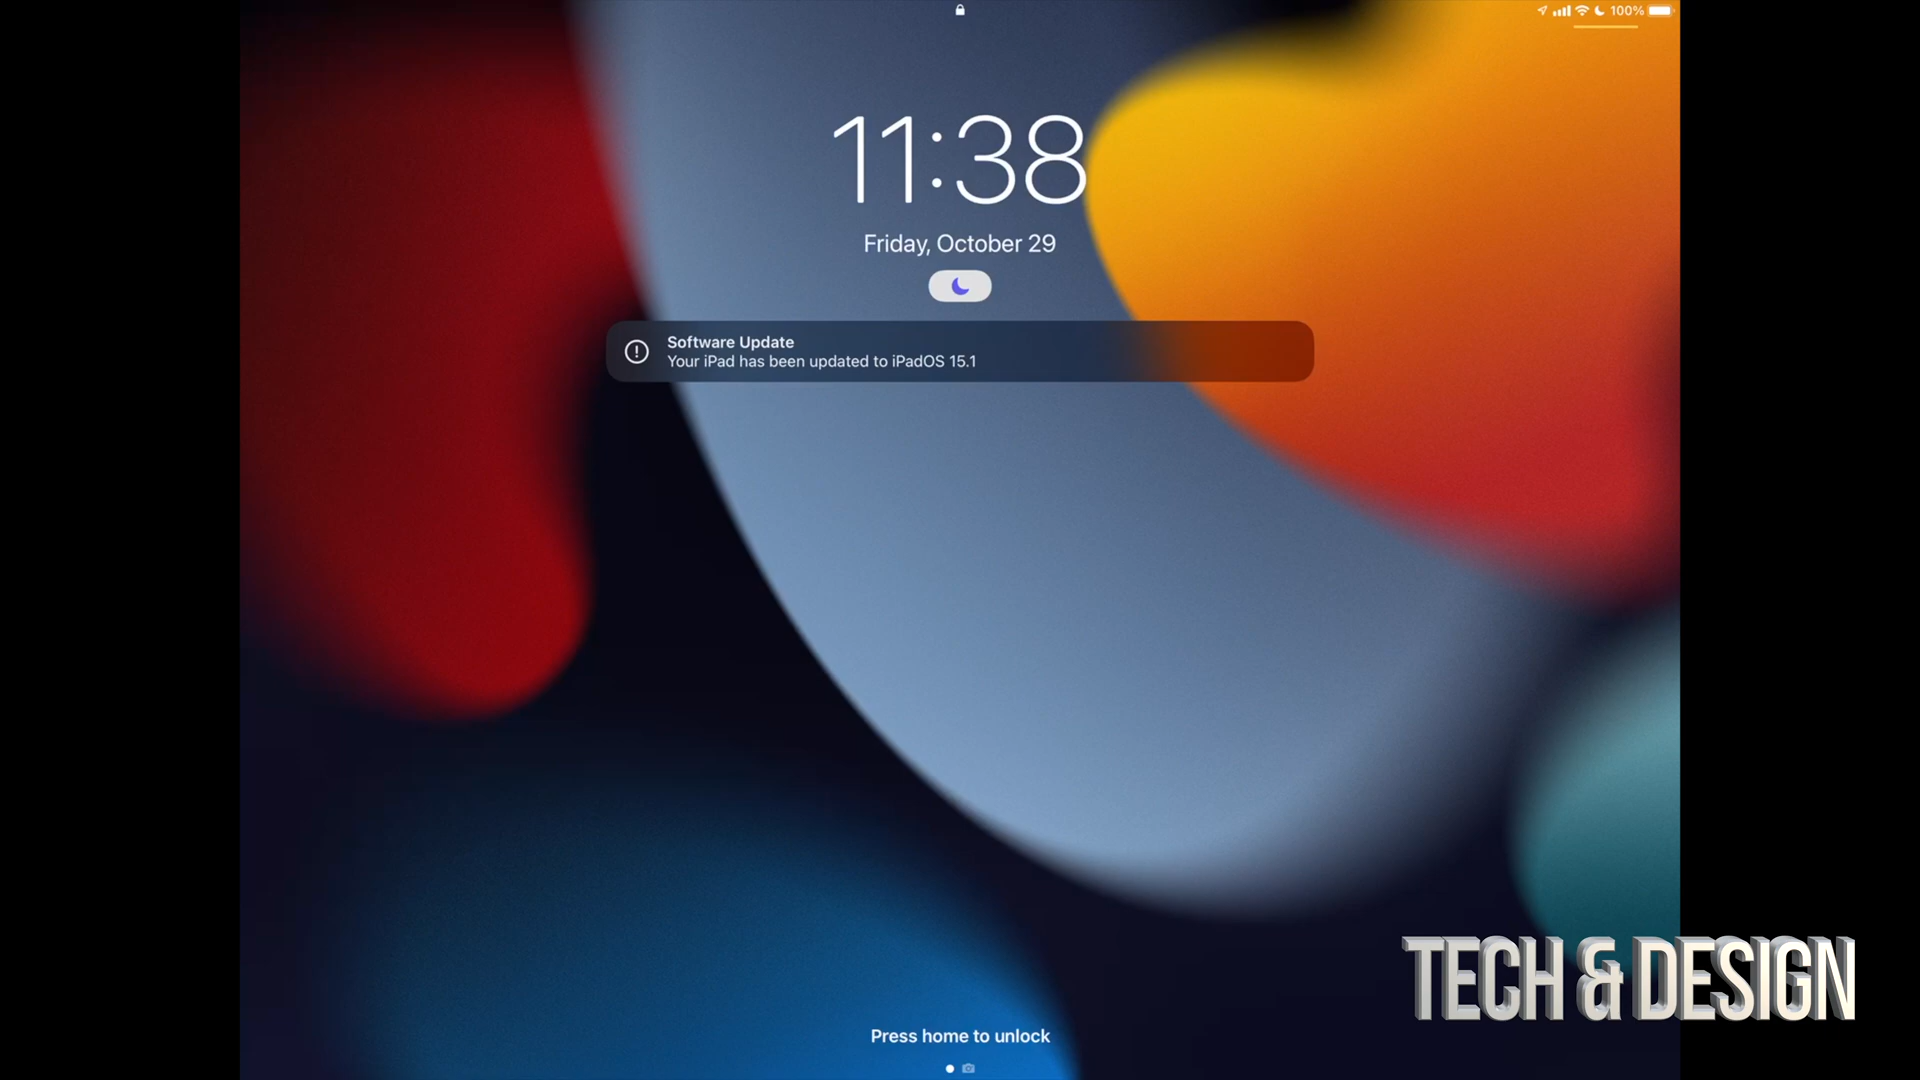 100%
11:38
Friday, October 29
Software Update
Your iPad has been updated to iPadOS 15.1
TECH & DESIGN
Press home to unlock